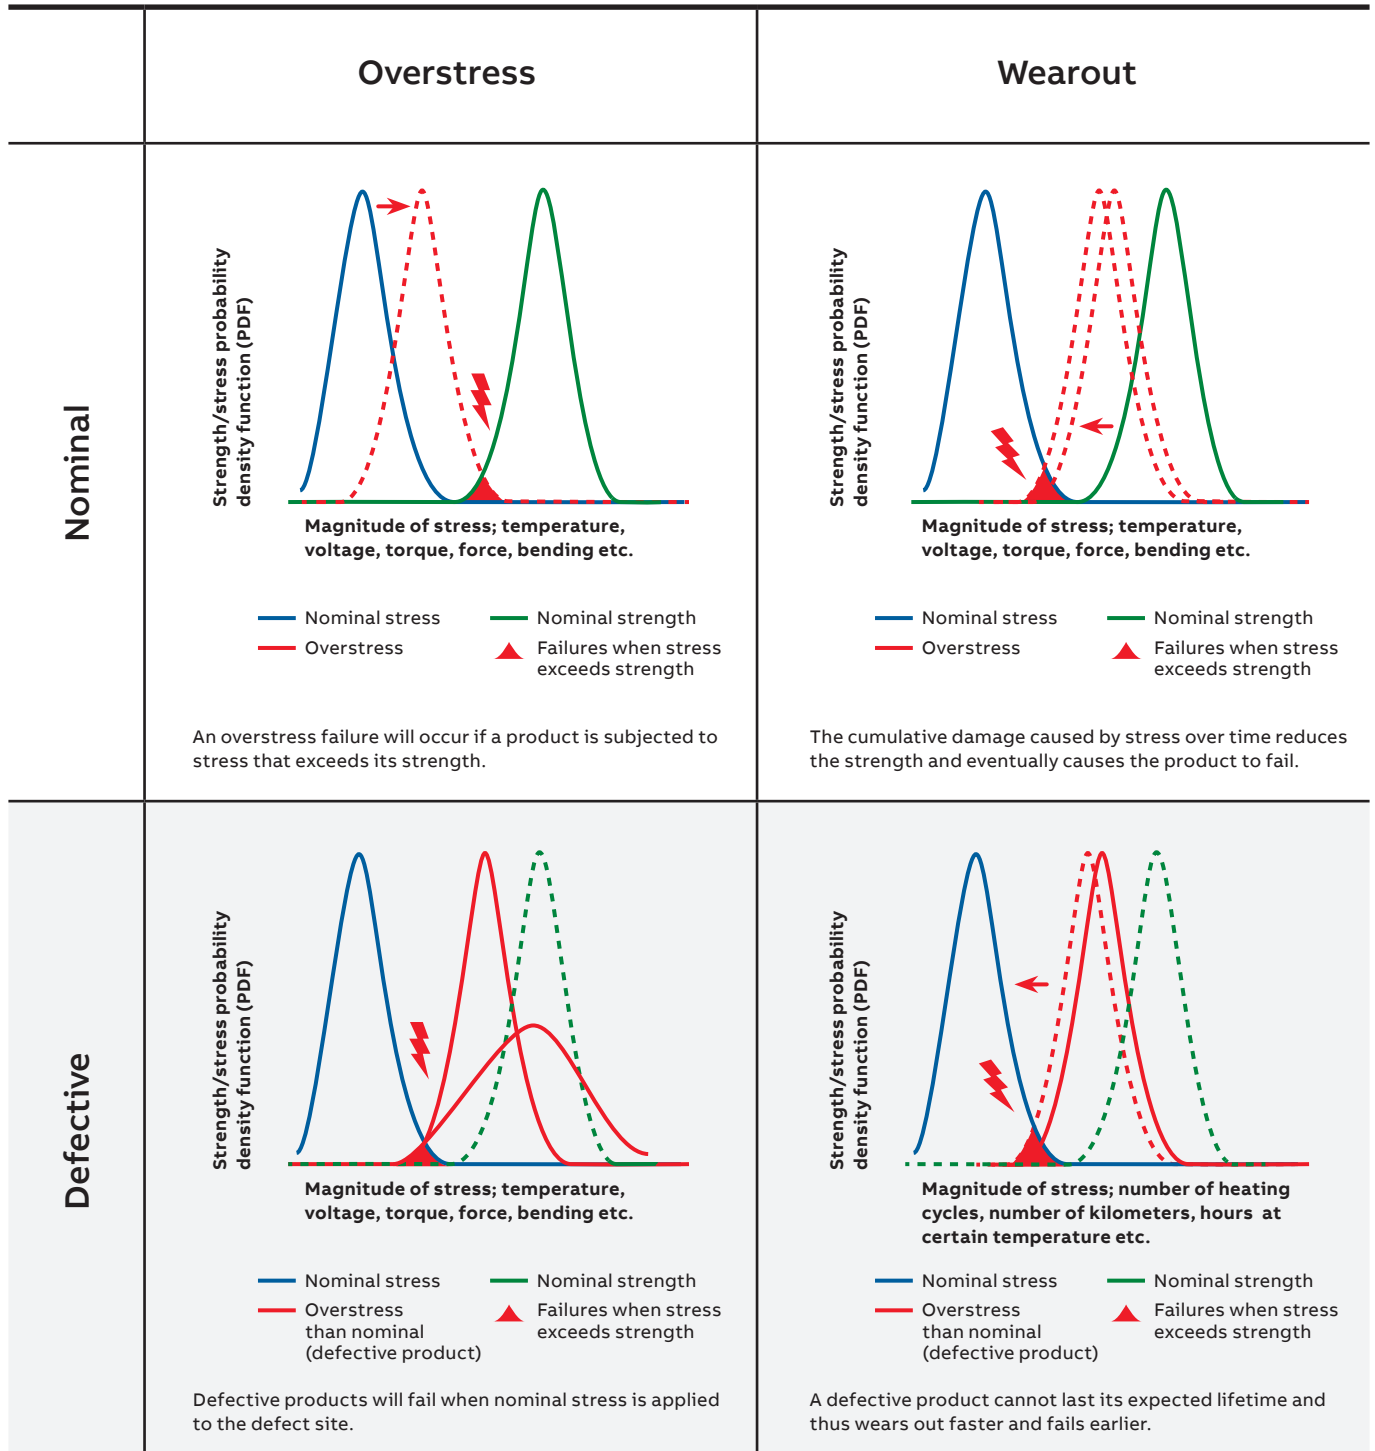 Overstress
Wearout
Nominal
Strength/stress probability
density function (PDF)
Magnitude of stress; temperature,
voltage, torque, force, bending etc.
Nominal stress
Nominal strength
Overstress
Failures when stress
exceeds strength
An overstress failure will occur if a product is subjected to
stress that exceeds its strength.
Strength/stress probability
density function (PDF)
Magnitude of stress; temperature,
voltage, torque, force, bending etc.
Nominal stress
Nominal strength
Overstress
Failures when stress
exceeds strength
The cumulative damage caused by stress over time reduces
the strength and eventually causes the product to fail.
Defective
Strength/stress probability
density function (PDF)
Magnitude of stress; temperature,
voltage, torque, force, bending etc.
Nominal stress
Nominal strength
Overstress
than nominal
(defective product)
Failures when stress
exceeds strength
Defective products will fail when nominal stress is applied
to the defect site.
Strength/stress probability
density function (PDF)
Magnitude of stress; number of heating
cycles, number of kilometers, hours at
certain temperature etc.
Nominal stress
Nominal strength
Overstress
than nominal
(defective product)
Failures when stress
exceeds strength
A defective product cannot last its expected lifetime and
thus wears out faster and fails earlier.